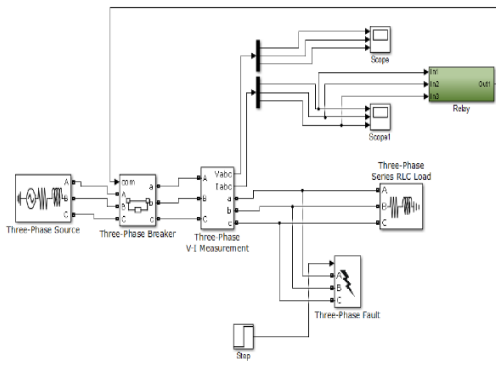 Scope
In1
In2
In3
Out1
Relay
Scope1
A
B
C
Three-Phase Source
com
A
B
C
a
b
c
Three-Phase Breaker
A
B
C
Vabc
Iabc
a
b
c
Three-Phase
V-I Measurement
Three-Phase
Series RLC Load
A
B
C
A
B
C
Three-Phase Fault
Step